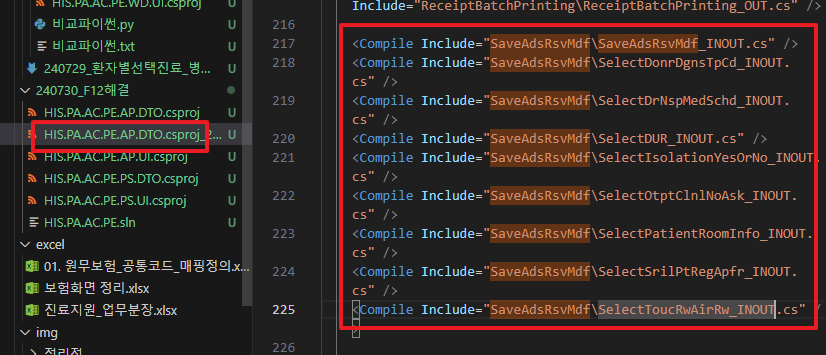 HIS.PA.AC.PE.WD.UI.csproj U
비교파이썬.py U
비교파이썬.txt U
240729_환자별선택진료_병... U
240730_F12해결
HIS.PA.AC.PE.AP.DTO.csproj U
HIS.PA.AC.PE.AP.DTO.csproj_2... U
HIS.PA.AC.PE.AP.UI.csproj U
HIS.PA.AC.PE.PS.DTO.csproj U
HIS.PA.AC.PE.PS.UI.csproj U
HIS.PA.AC.PE.sln U
excel
01. 원무보험_공통코드_매핑정의.x...
보험화면 정리.xlsx
진료지원_업무분장.xlsx
img
정리전
Include="ReceiptBatchPrinting\ReceiptBatchPrinting_OUT.cs" />
216
217 <Compile Include="SaveAdsRsvMdf\SaveAdsRsvMdf_INOUT.cs" />
218 <Compile Include="SaveAdsRsvMdf\SelectDonrDgnsTpCd_INOUT.
cs" />
219 <Compile Include="SaveAdsRsvMdf\SelectDrNspMedSchd_INOUT.
cs" />
220 <Compile Include="SaveAdsRsvMdf\SelectDUR_INOUT.cs" />
221 <Compile Include="SaveAdsRsvMdf\SelectIsolationYesOrNo_INOUT.
cs" />
222 <Compile Include="SaveAdsRsvMdf\SelectOtptClnlNoAsk_INOUT.
cs" />
223 <Compile Include="SaveAdsRsvMdf\SelectPatientRoomInfo_INOUT.
cs" />
224 <Compile Include="SaveAdsRsvMdf\SelectSrilPtRegApfr_INOUT.
cs" />
225 <Compile Include="SaveAdsRsvMdf\SelectToucRwAirRw_INOUT.cs" /
>
226